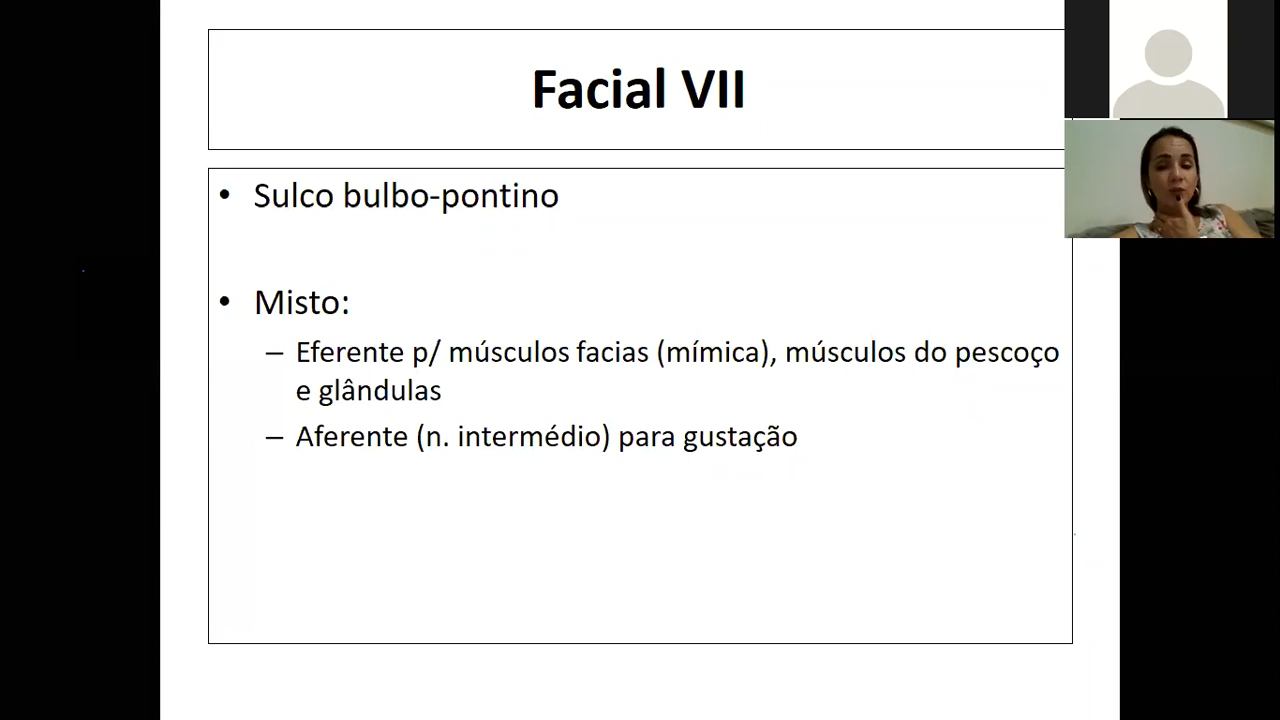 Facial VII
• Sulco bulbo-pontino
• Misto:
– Eferente p/ músculos facias (mímica), músculos do pescoço
e glândulas
– Aferente (n. intermédio) para gustação